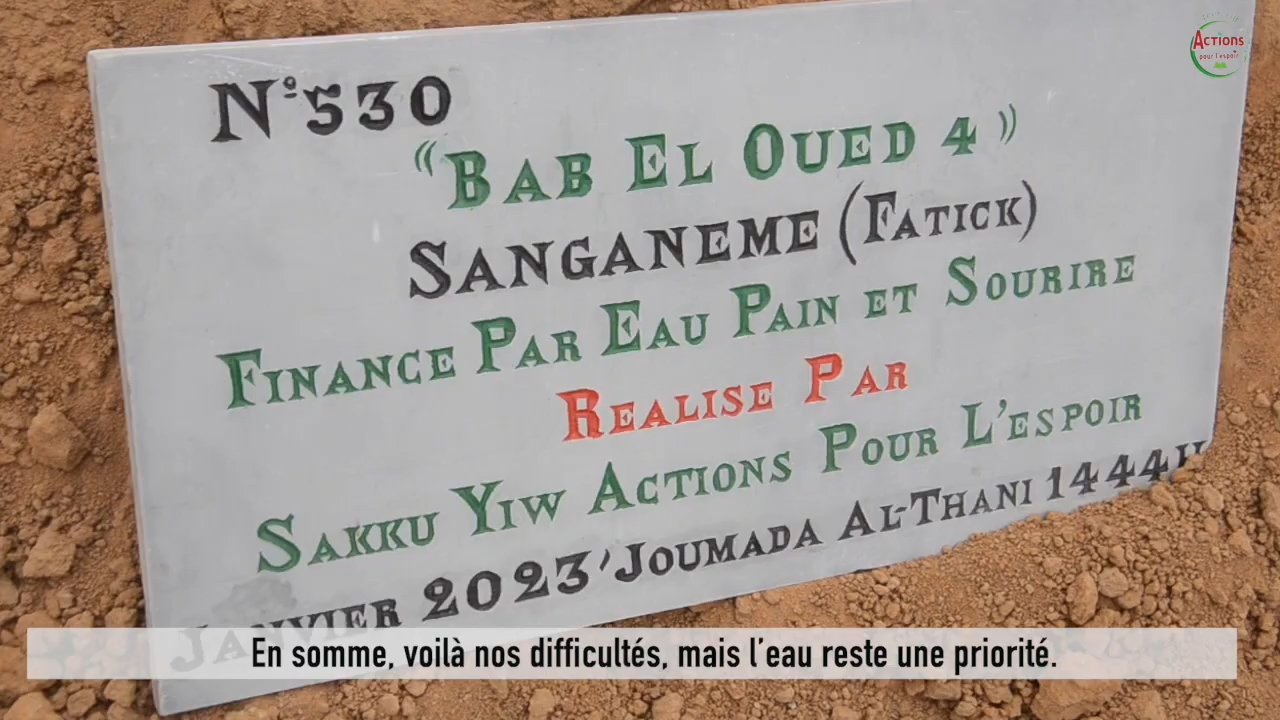 Actions
pour l'espoir
N° 530
"BAB EL OUED 4"
SANGANEME (FATICK)
FINANCE PAR EAU PAIN ET SOURIRE
REALISE PAR
SAKKU YIW ACTIONS POUR L'ESPOIR
JANVIER 2023/JOUMADA AL-THANI 1444H
En somme, voilà nos difficultés, mais l'eau reste une priorité.